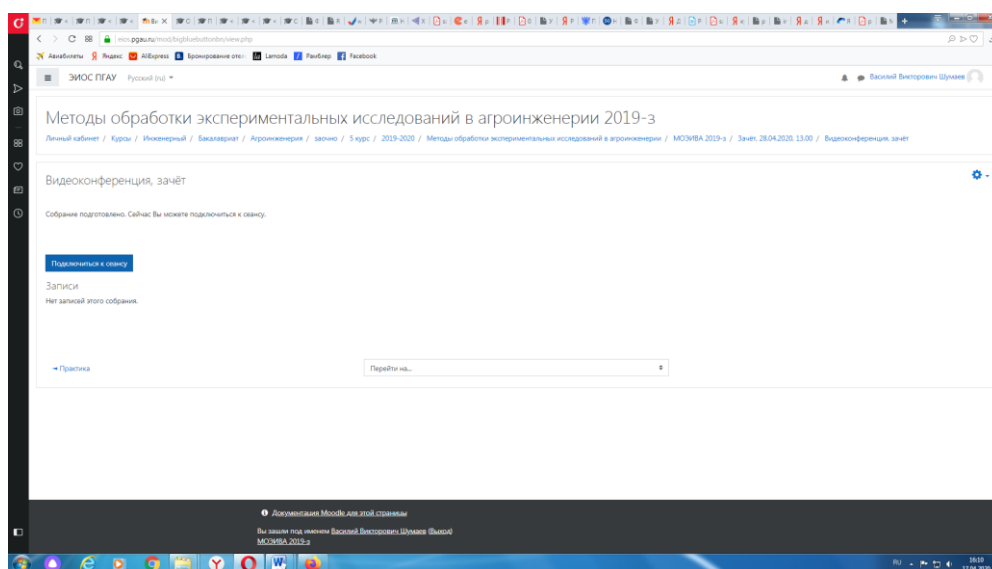 eios.pgau.ru/mod/bigbluebuttonbn/view.php
Авиабилеты Яндекс AliExpress Бронирование оте Lamoda Рамблер Facebook
ЭИОС ПГАУ Русский (ru) Василий Викторович Шумаев
Методы обработки экспериментальных исследований в агроинженерии 2019-з
Личный кабинет / Курсы / Инженерный / Бакалавриат / Агроинженерия / заочно / 5 курс / 2019-2020 / Методы обработки экспериментальных исследований в агроинженерии / МОЭИВА 2019-з / Зачёт, 28.04.2020, 13.00 / Видеоконференция, зачёт
Видеоконференция, зачёт
Собрание подготовлено. Сейчас Вы можете подключиться к сеансу.
Подключиться к сеансу
Записи
Нет записей этого собрания.
◄ Практика
Перейти на...
Документация Moodle для этой страницы
Вы зашли под именем Василий Викторович Шумаев (Выход)
МОЭИВА 2019-з
RU 16:10
12.04.2020